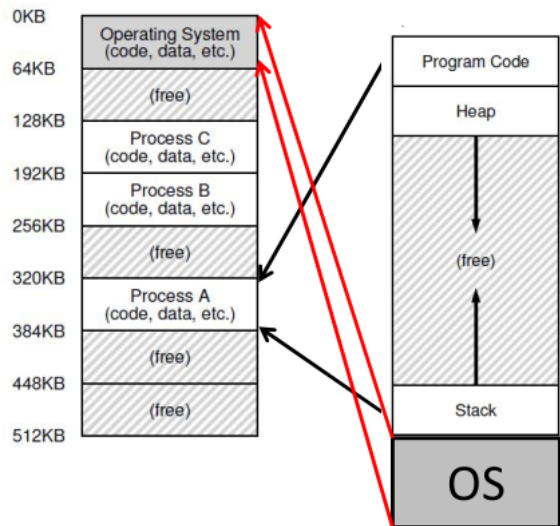 0KB
Operating System
(code, data, etc.)
64KB
(free)
128KB
Process C
(code, data, etc.)
192KB
Process B
(code, data, etc.)
256KB
(free)
320KB
Process A
(code, data, etc.)
384KB
(free)
448KB
(free)
512KB
Program Code
Heap
(free)
Stack
OS